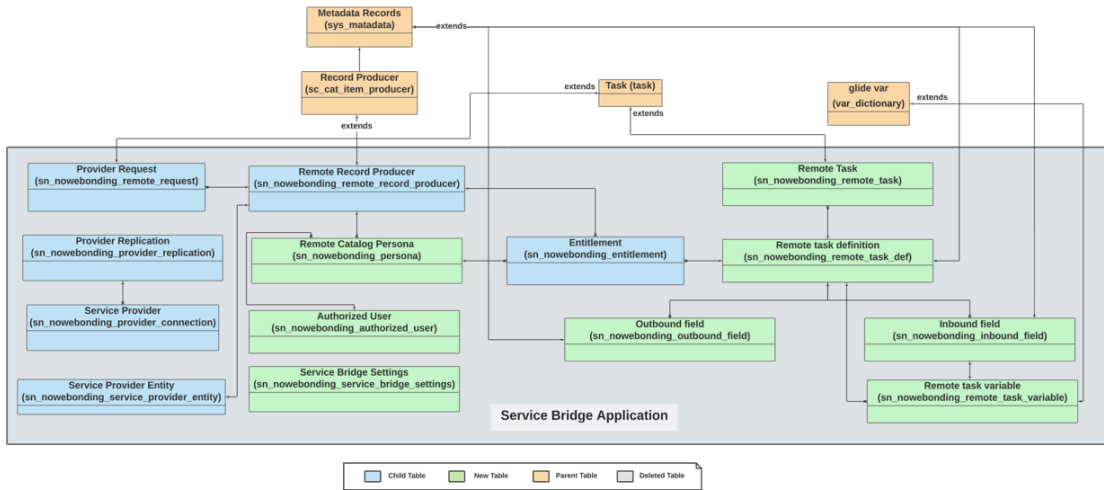 Metadata Records
(sys_matadata)
extends
Record Producer
(sc_cat_item_producer)
extends
Task (task)
extends
extends
glide var
(var_dictionary)
extends
Provider Request
(sn_nowebonding_remote_request)
Remote Record Producer
(sn_nowebonding_remote_record_producer)
Remote Task
(sn_nowebonding_remote_task)
Provider Replication
(sn_nowebonding_provider_replication)
Remote Catalog Persona
(sn_nowebonding_persona)
Entitlement
(sn_nowebonding_entitlement)
Remote task definition
(sn_nowebonding_remote_task_def)
Service Provider
(sn_nowebonding_provider_connection)
Authorized User
(sn_nowebonding_authorized_user)
Outbound field
(sn_nowebonding_outbound_field)
Inbound field
(sn_nowebonding_inbound_field)
Service Provider Entity
(sn_nowebonding_service_provider_entity)
Service Bridge Settings
(sn_nowebonding_service_bridge_settings)
Remote task variable
(sn_nowebonding_remote_task_variable)
Service Bridge Application
Child Table
New Table
Parent Table
Deleted Table